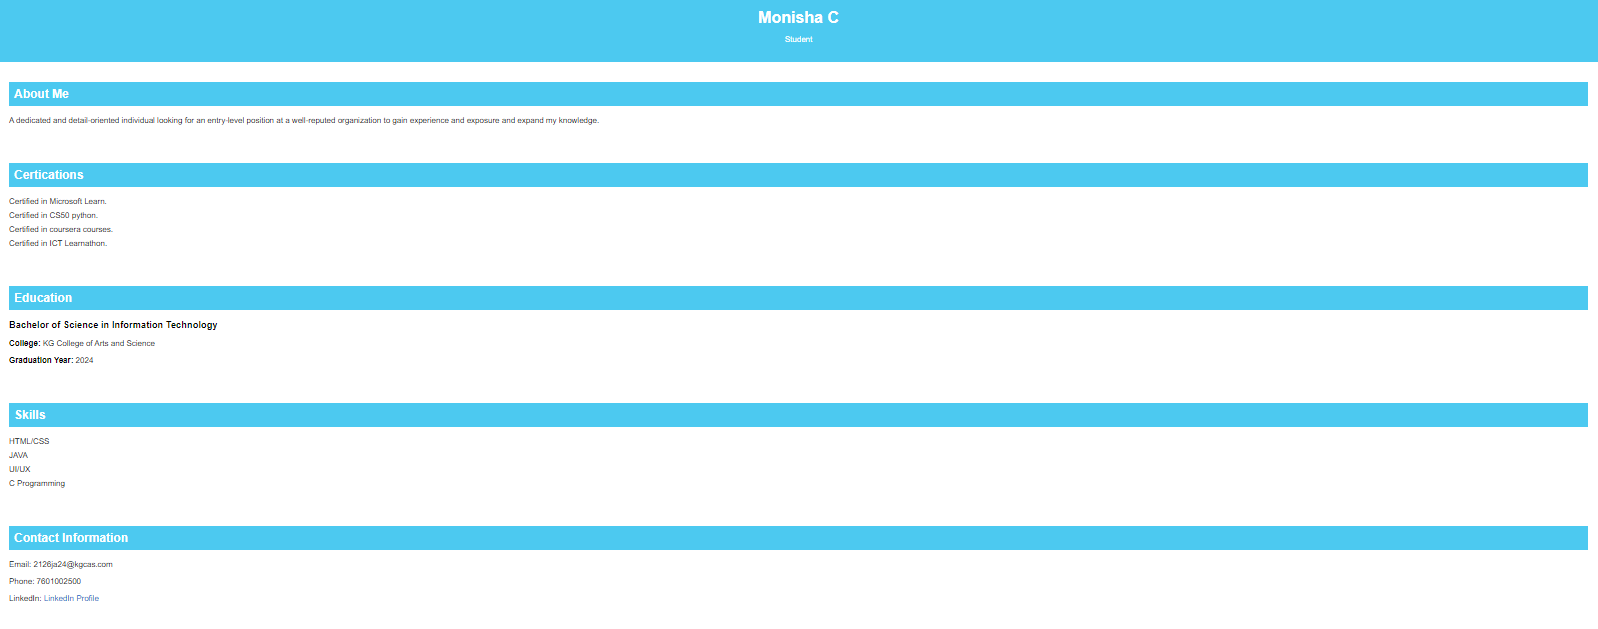 Monisha C
Student
About Me
A dedicated and detail-oriented individual looking for an entry-level position at a well-reputed organization to gain experience and exposure and expand my knowledge.
Certications
Certified in Microsoft Learn.
Certified in CS50 python.
Certified in coursera courses.
Certified in ICT Learnathon.
Education
Bachelor of Science in Information Technology
College: KG College of Arts and Science
Graduation Year: 2024
Skills
HTML/CSS
JAVA
UI/UX
C Programming
Contact Information
Email: 2126ja24@kgcas.com
Phone: 7601002500
LinkedIn: LinkedIn Profile